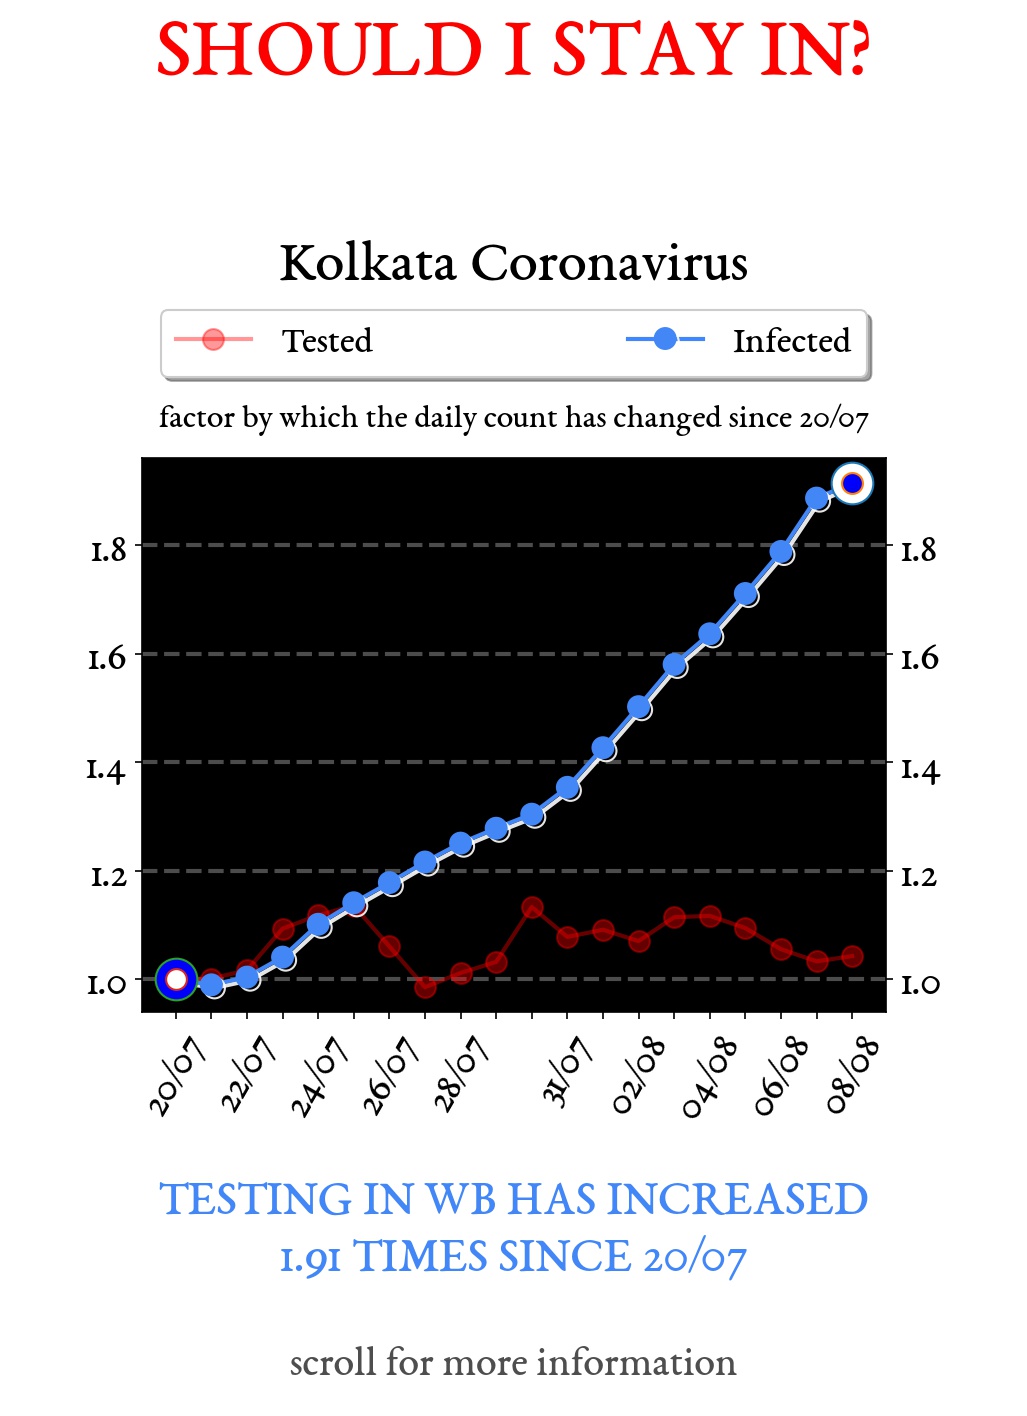 SHOULD I STAY IN?
Kolkata Coronavirus
Tested Infected
factor by which the daily count has changed since 20/07
1.8 1.8
1.6 1.6
1.4 1.4
1.2 1.2
1.0 1.0
20/07 22/07 24/07 26/07 28/07 31/07 02/08 04/08 06/08 08/08
TESTING IN WB HAS INCREASED
1.91 TIMES SINCE 20/07
scroll for more information